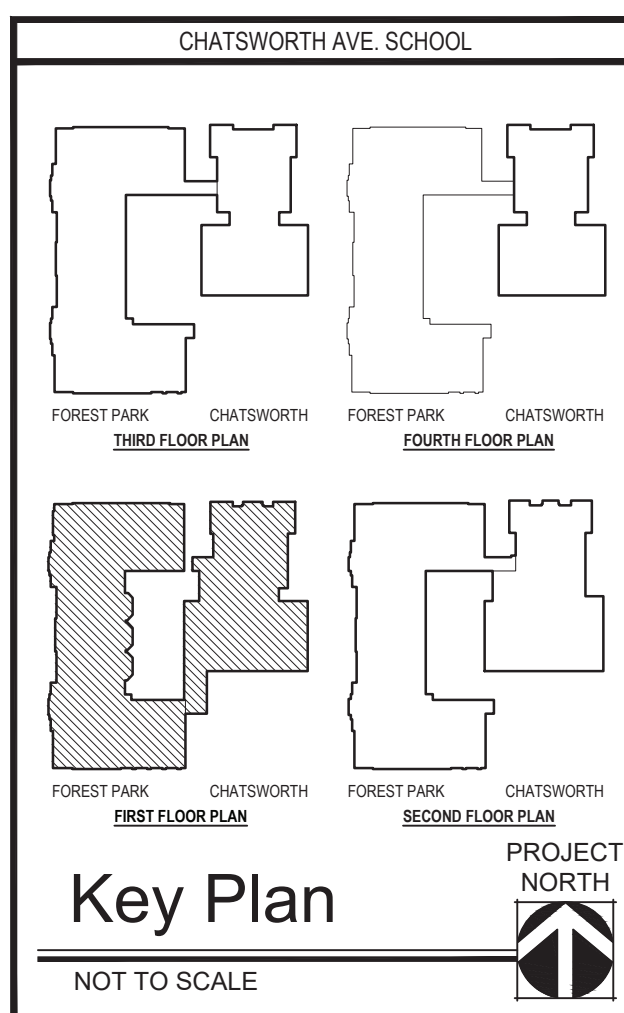 CHATSWORTH AVE. SCHOOL
FOREST PARK CHATSWORTH
THIRD FLOOR PLAN
FOREST PARK CHATSWORTH
FOURTH FLOOR PLAN
FOREST PARK CHATSWORTH
FIRST FLOOR PLAN
FOREST PARK CHATSWORTH
SECOND FLOOR PLAN
Key Plan
NOT TO SCALE
PROJECT
NORTH